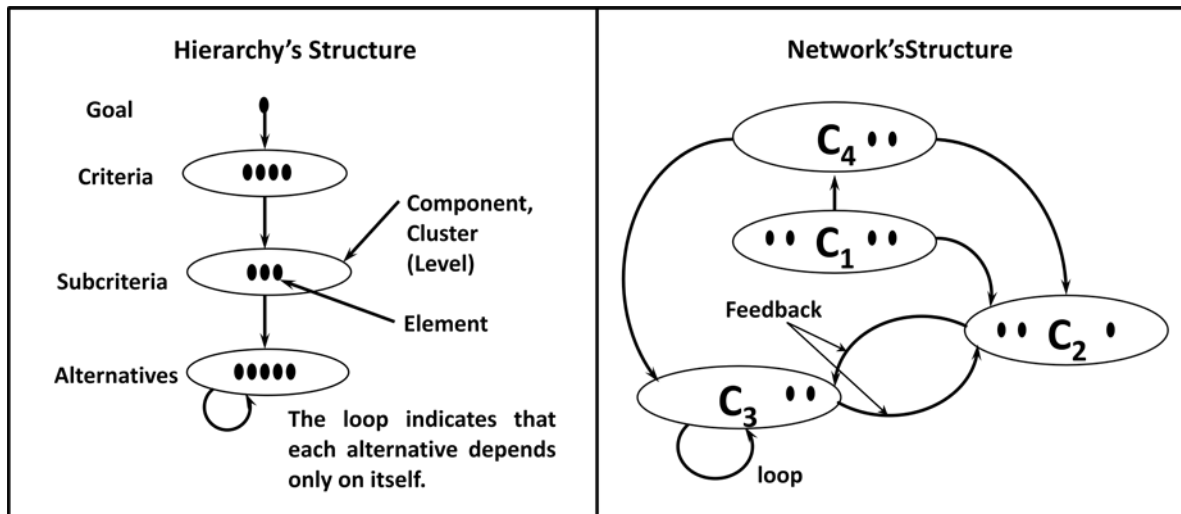 Hierarchy's Structure
Goal
Criteria
Component,
Cluster
(Level)
Subcriteria
Element
Alternatives
The loop indicates that
each alternative depends
only on itself.
Network'sStructure
C4
C1
Feedback
C2
C3
loop